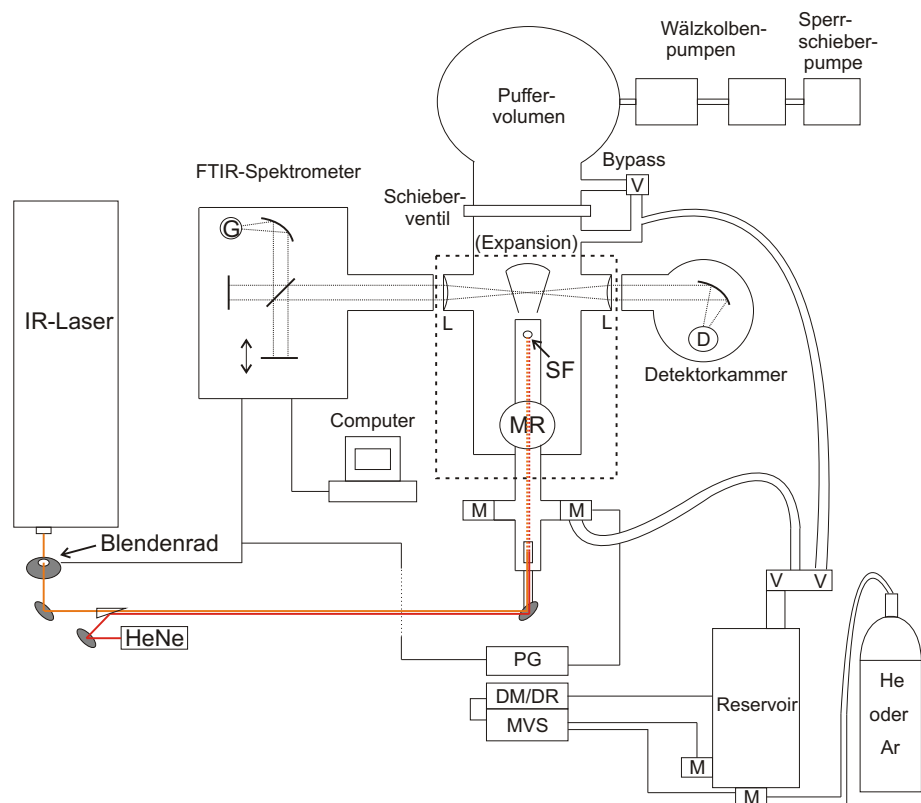 Wälzkolben-
pumpen
Sperr-
schieber-
pumpe
Puffer-
volumen
Bypass
V
FTIR-Spektrometer
Schieber-
ventil
(Expansion)
G
IR-Laser
L
L
D
SF
Detektorkammer
MR
Computer
M
M
Blendenrad
V
V
HeNe
PG
DM/DR
MVS
Reservoir
He
oder
Ar
M
M